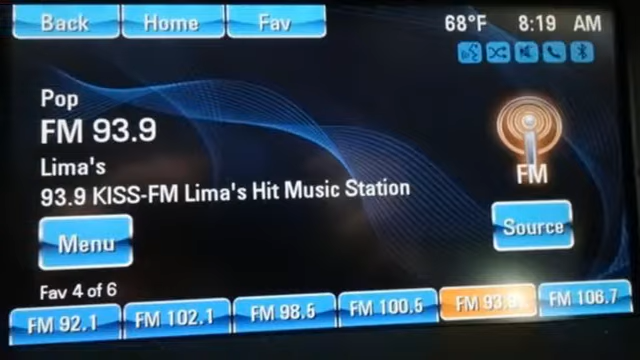 Back Home Fav 68°F 8:19 AM
Pop
FM 93.9
Lima's
93.9 KISS-FM Lima's Hit Music Station
FM
Menu Source
Fav 4 of 6
FM 92.1 FM 102.1 FM 98.5 FM 100.5 FM 93.9 FM 106.7